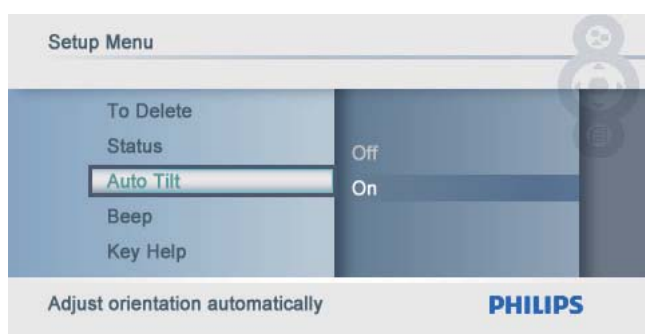 Setup Menu
To Delete
Status
Auto Tilt
Beep
Key Help
Off
On
Adjust orientation automatically
PHILIPS